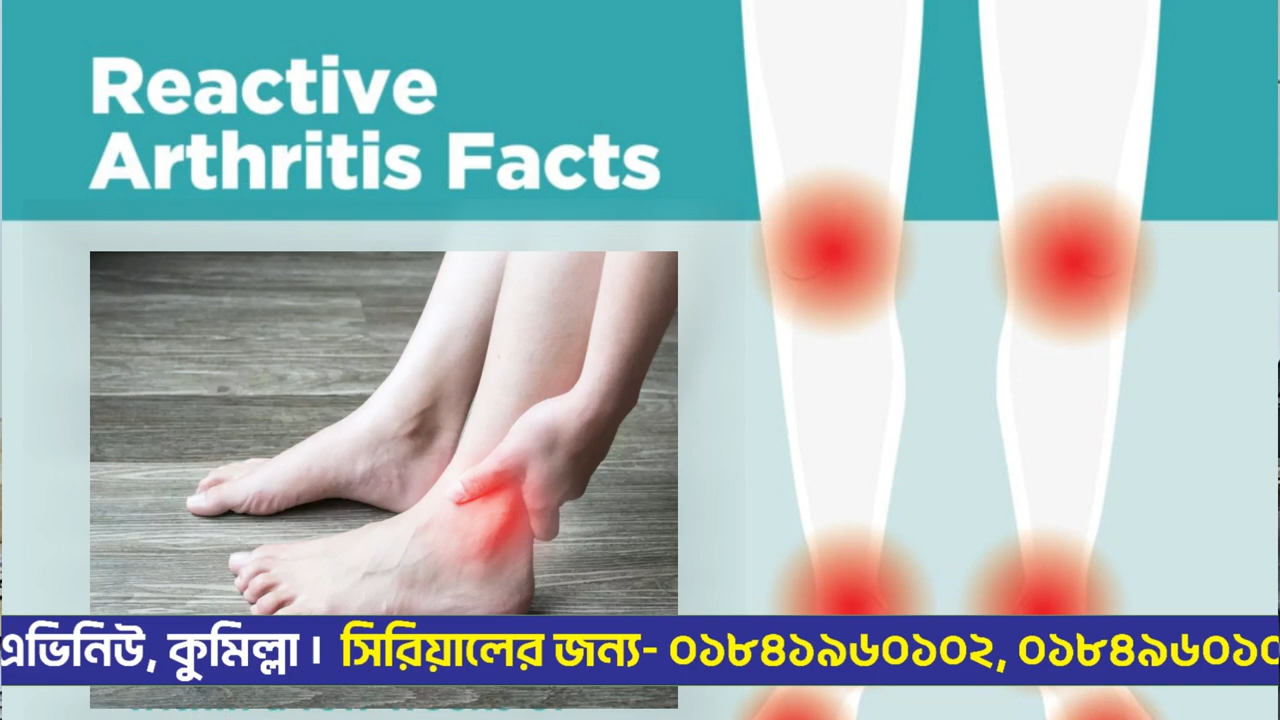 Reactive
Arthritis Facts
এভিনিউ, কুমিল্লা। সিরিয়ালের জন্য- ০১৮৪১৯৬০১০২, ০১৮৪৯৬০১০